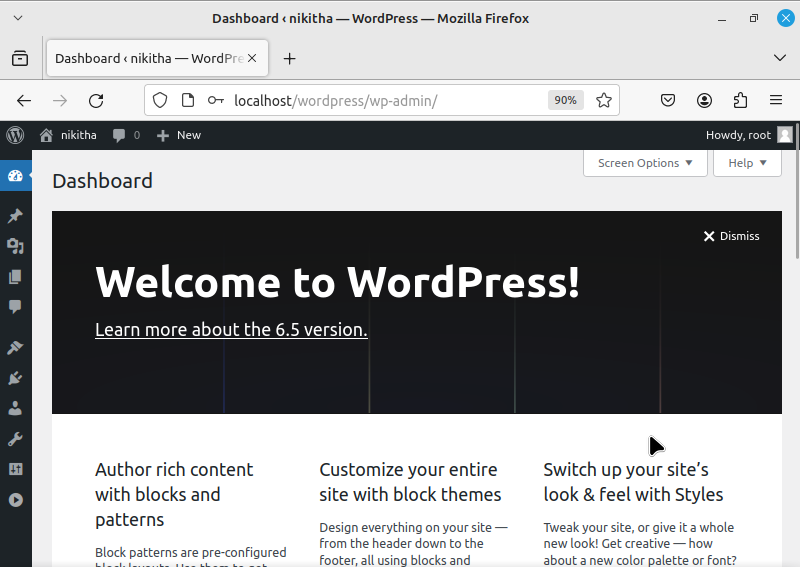 Dashboard ‹ nikitha — WordPress — Mozilla Firefox
Dashboard ‹ nikitha — WordPre
localhost/wordpress/wp-admin/
90%
nikitha
0
New
Howdy, root
Screen Options
Help
Dashboard
Dismiss
Welcome to WordPress!
Learn more about the 6.5 version.
Author rich content
with blocks and
patterns
Block patterns are pre-configured
block layouts. Use them to get
Customize your entire
site with block themes
Design everything on your site —
from the header down to the
footer, all using blocks and
Switch up your site’s
look & feel with Styles
Tweak your site, or give it a whole
new look! Get creative — how
about a new color palette or font?